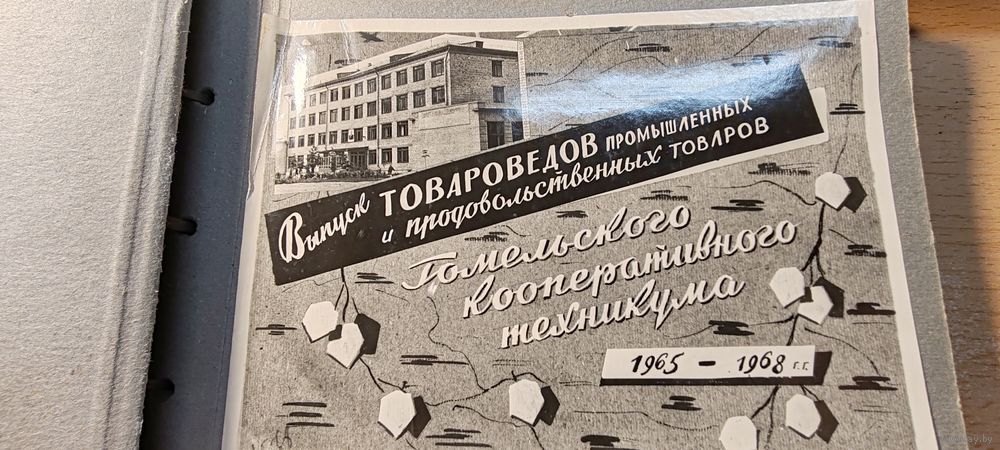 Выпуск ТОВАРОВЕДОВ ПРОМЫШЛЕННЫХ
и продовольственных ТОВАРОВ
Гомельского
кооперативного
техникума
1965 - 1968 г.г.